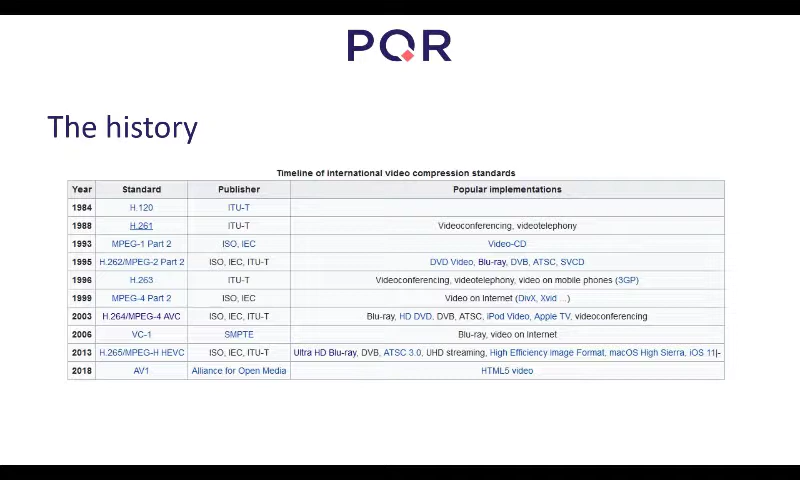 PQR
The history
Timeline of international video compression standards
Year Standard Publisher Popular implementations
1984 H.120 ITU-T
1988 H.261 ITU-T Videoconferencing, videotelephony
1993 MPEG-1 Part 2 ISO, IEC Video-CD
1995 H.262/MPEG-2 Part 2 ISO, IEC, ITU-T DVD Video, Blu-ray, DVB, ATSC, SVCD
1996 H.263 ITU-T Videoconferencing, videotelephony, video on mobile phones (3GP)
1999 MPEG-4 Part 2 ISO, IEC Video on Internet (DivX, Xvid ...)
2003 H.264/MPEG-4 AVC ISO, IEC, ITU-T Blu-ray, HD DVD, DVB, ATSC, iPod Video, Apple TV, videoconferencing
2006 VC-1 SMPTE Blu-ray, video on Internet
2013 H.265/MPEG-H HEVC ISO, IEC, ITU-T Ultra HD Blu-ray, DVB, ATSC 3.0, UHD streaming, High Efficiency Image Format, macOS High Sierra, iOS 11|-
2018 AV1 Alliance for Open Media HTML5 video